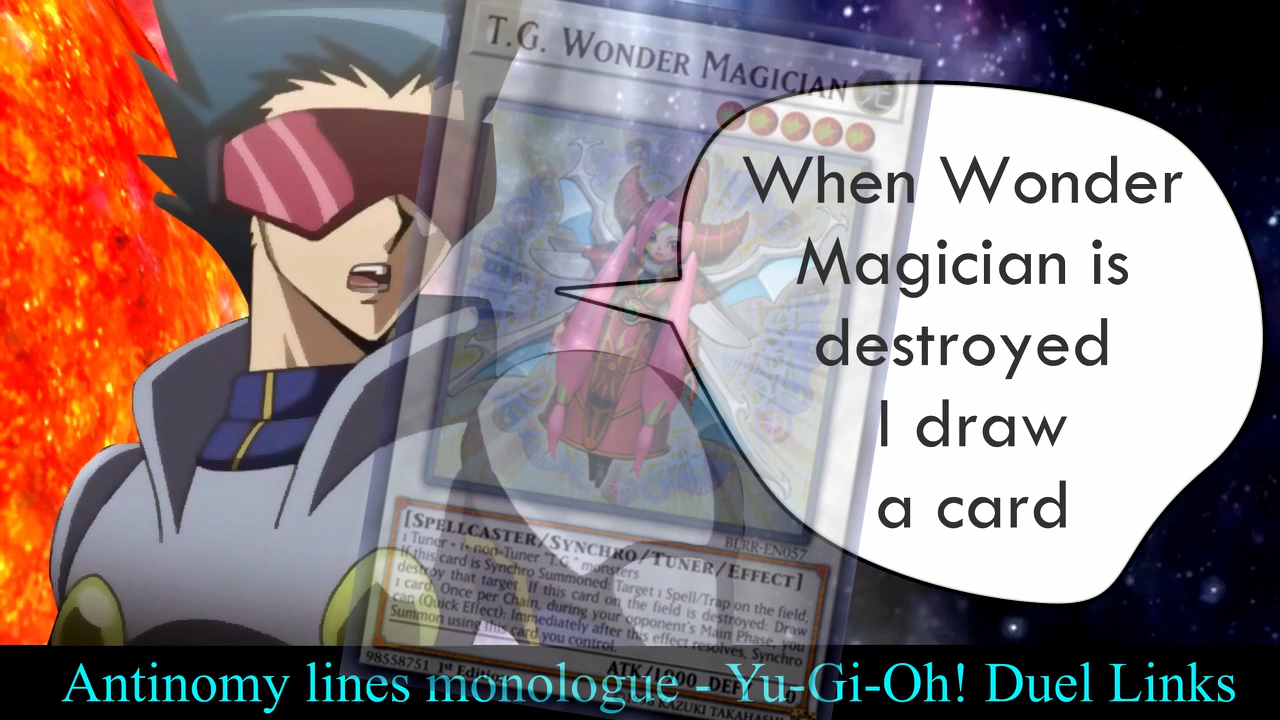 T.G. WONDER MAGICIAN
When Wonder
Magician is
destroyed
I draw
a card
BLRR-EN057
[SPELLCASTER/SYNCHRO/TUNER/EFFECT]
1 Tuner + 1+ non-Tuner "T.G." monsters
If this card is Synchro Summoned: Target 1 Spell/Trap on the field;
destroy that target. If this card on the field is destroyed: Draw
1 card. Once per Chain, during your opponent's Main Phase, you
can (Quick Effect): Immediately after this effect resolves, Synchro
Summon using this card you control.
98558751 1st Edition ATK/1900 DEF/ 0
KAZUKI TAKAHASHI
Antinomy lines monologue - Yu-Gi-Oh! Duel Links